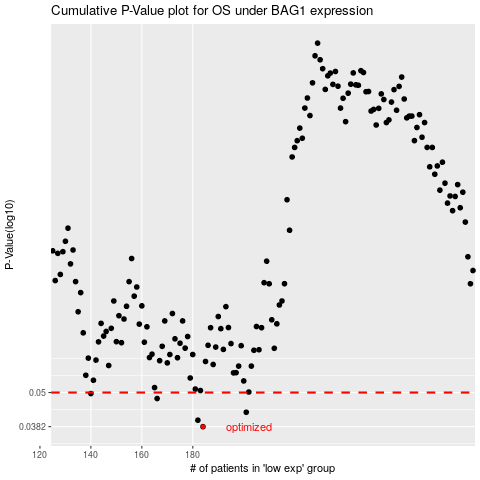 Cumulative P-Value plot for OS under BAG1 expression
P-Value(log10)
0.05
0.0382
optimized
120 140 160 180
# of patients in 'low exp' group